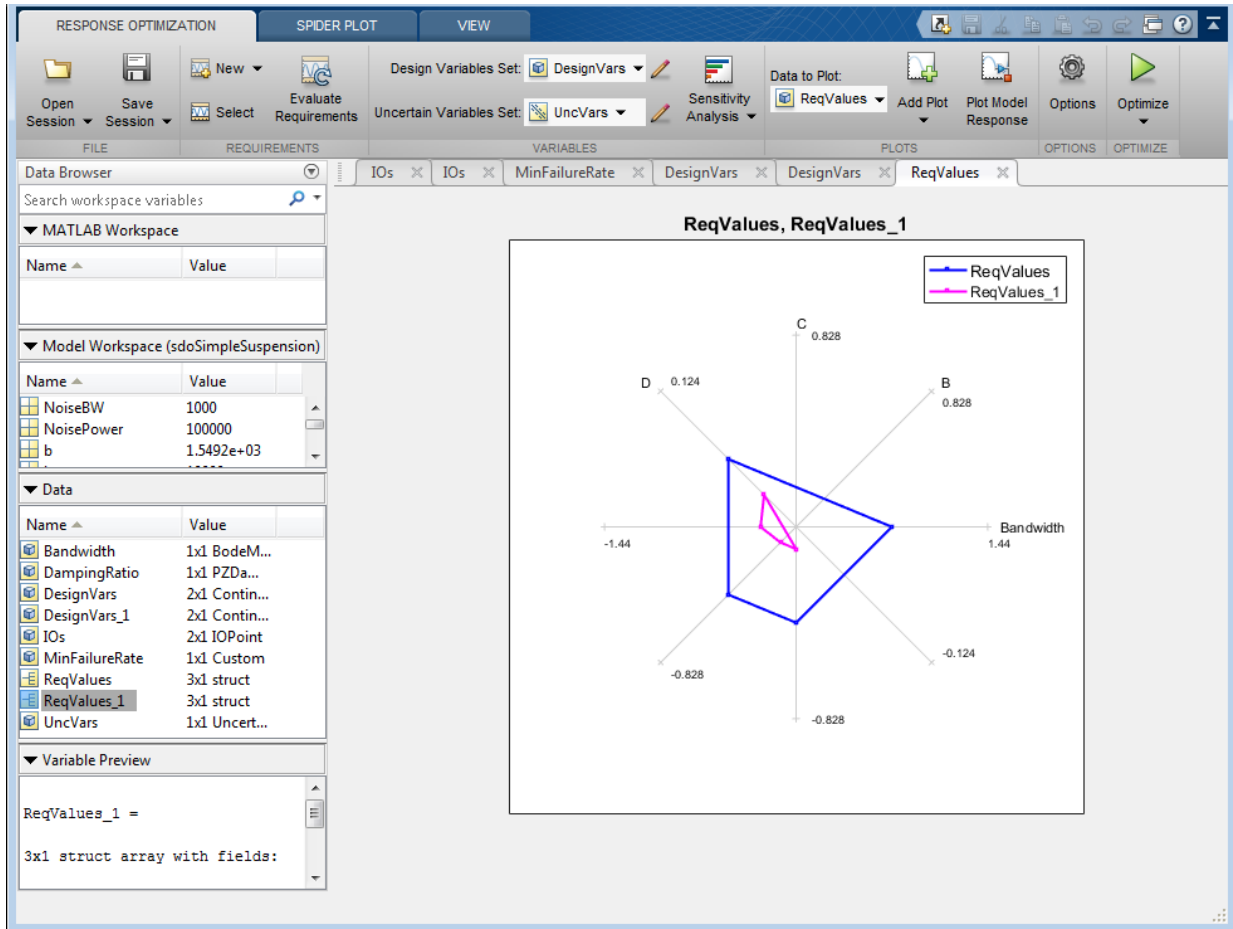 RESPONSE OPTIMIZATION SPIDER PLOT VIEW
Open Session
Save Session
New
Select
Evaluate Requirements
Design Variables Set: DesignVars
Uncertain Variables Set: UncVars
Sensitivity Analysis
Data to Plot:
ReqValues
Add Plot
Plot Model Response
Options
Optimize
FILE REQUIREMENTS VARIABLES PLOTS OPTIONS OPTIMIZE
Data Browser
Search workspace variables
MATLAB Workspace
Name Value
Model Workspace (sdoSimpleSuspension)
Name Value
NoiseBW 1000
NoisePower 100000
b 1.5492e+03
Data
Name Value
Bandwidth 1x1 BodeM...
DampingRatio 1x1 PZDa...
DesignVars 2x1 Contin...
DesignVars_1 2x1 Contin...
IOs 2x1 IOPoint
MinFailureRate 1x1 Custom
ReqValues 3x1 struct
ReqValues_1 3x1 struct
UncVars 1x1 Uncert...
Variable Preview
ReqValues_1 =
3x1 struct array with fields:
IOs IOs MinFailureRate DesignVars DesignVars ReqValues
ReqValues, ReqValues_1
ReqValues
ReqValues_1
C
0.828
D 0.124
B
0.828
-1.44
Bandwidth
1.44
-0.124
-0.828
-0.828